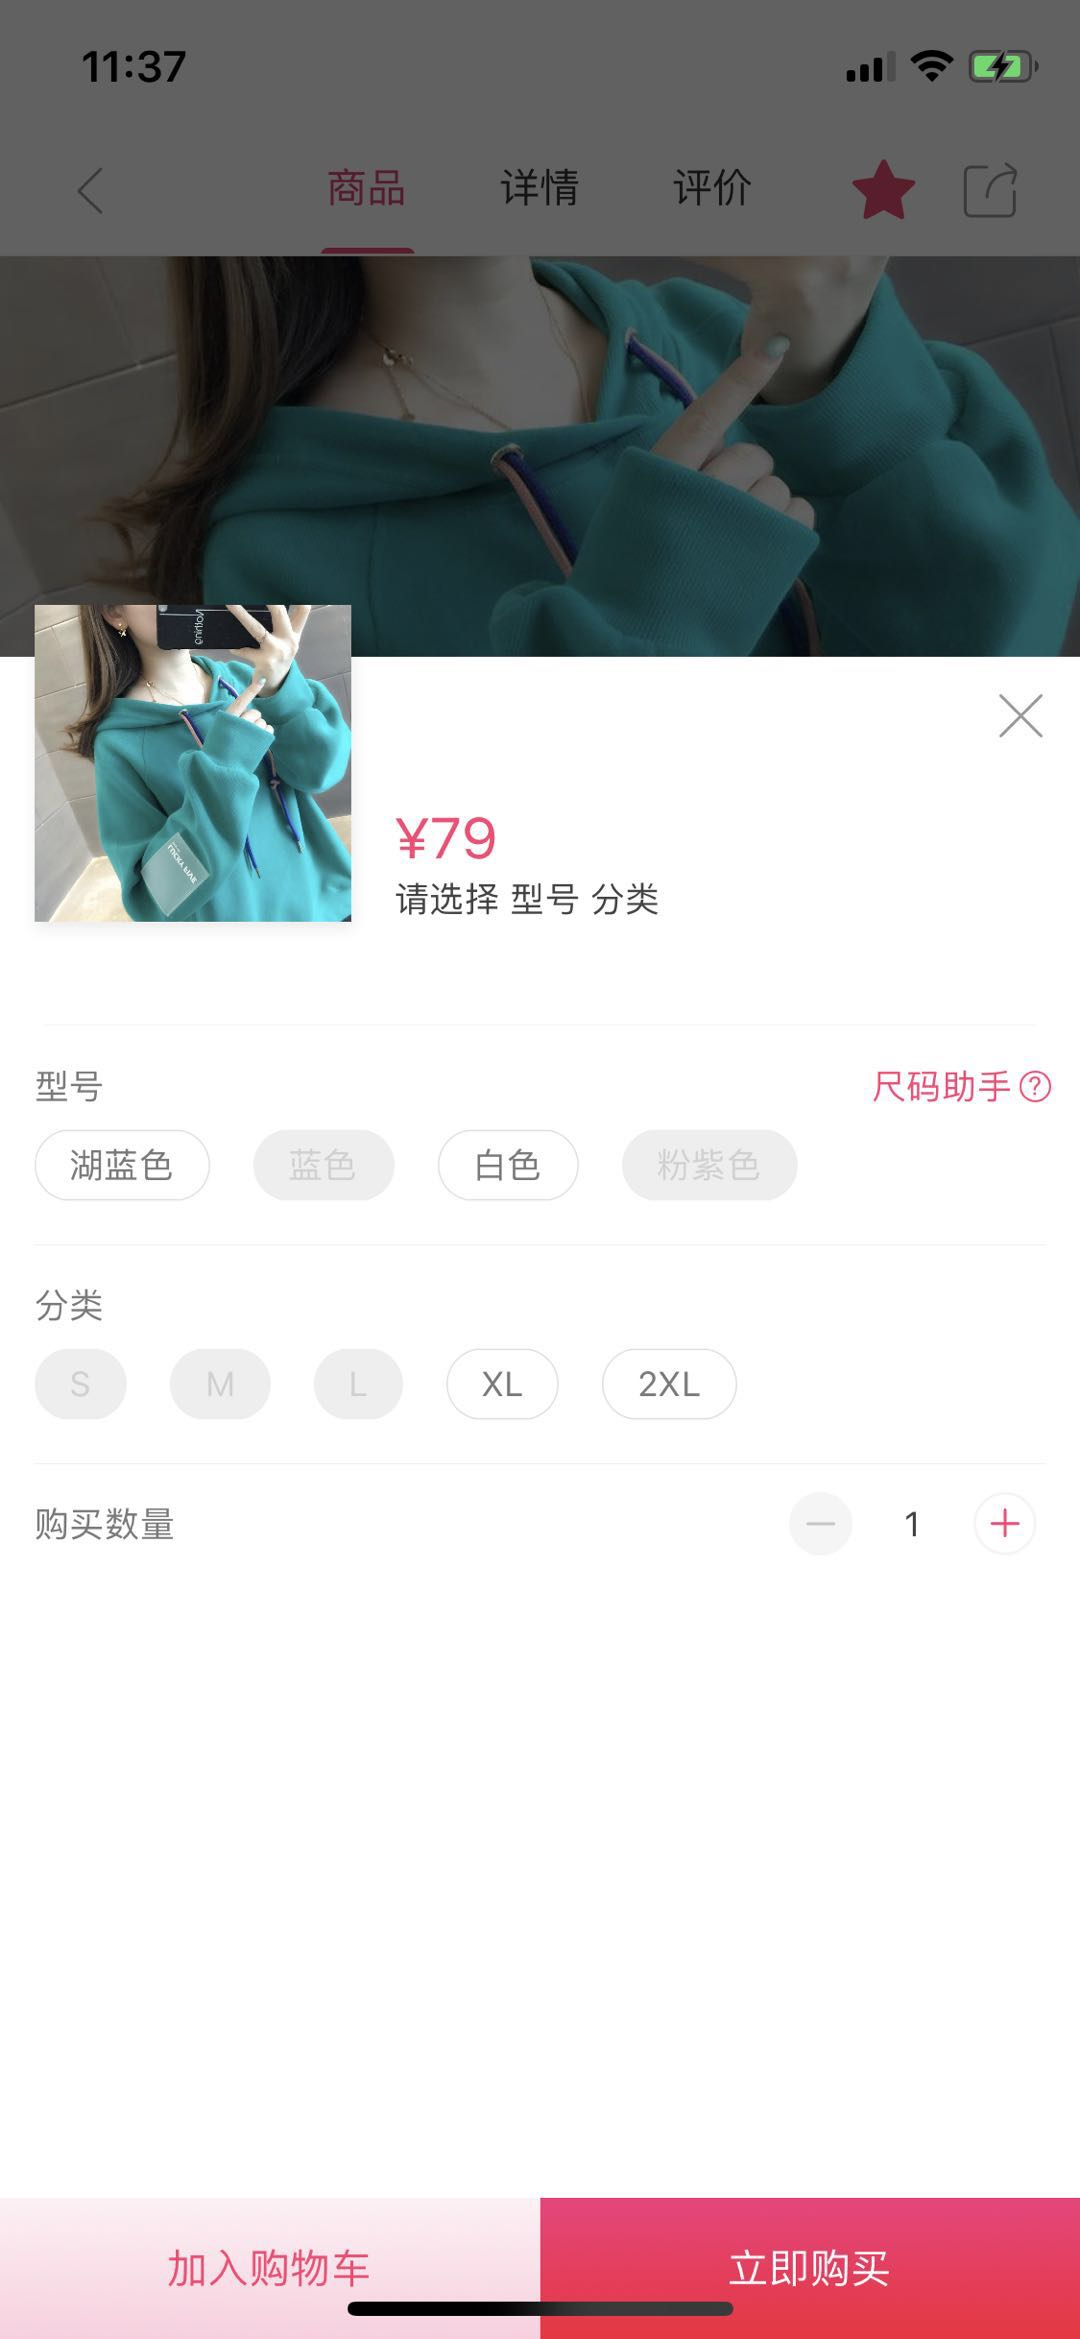 11:37
商品 详情 评价
¥79
请选择 型号 分类
型号 尺码助手?
湖蓝色 蓝色 白色 粉紫色
分类
S M L XL 2XL
购买数量 1
加入购物车 立即购买